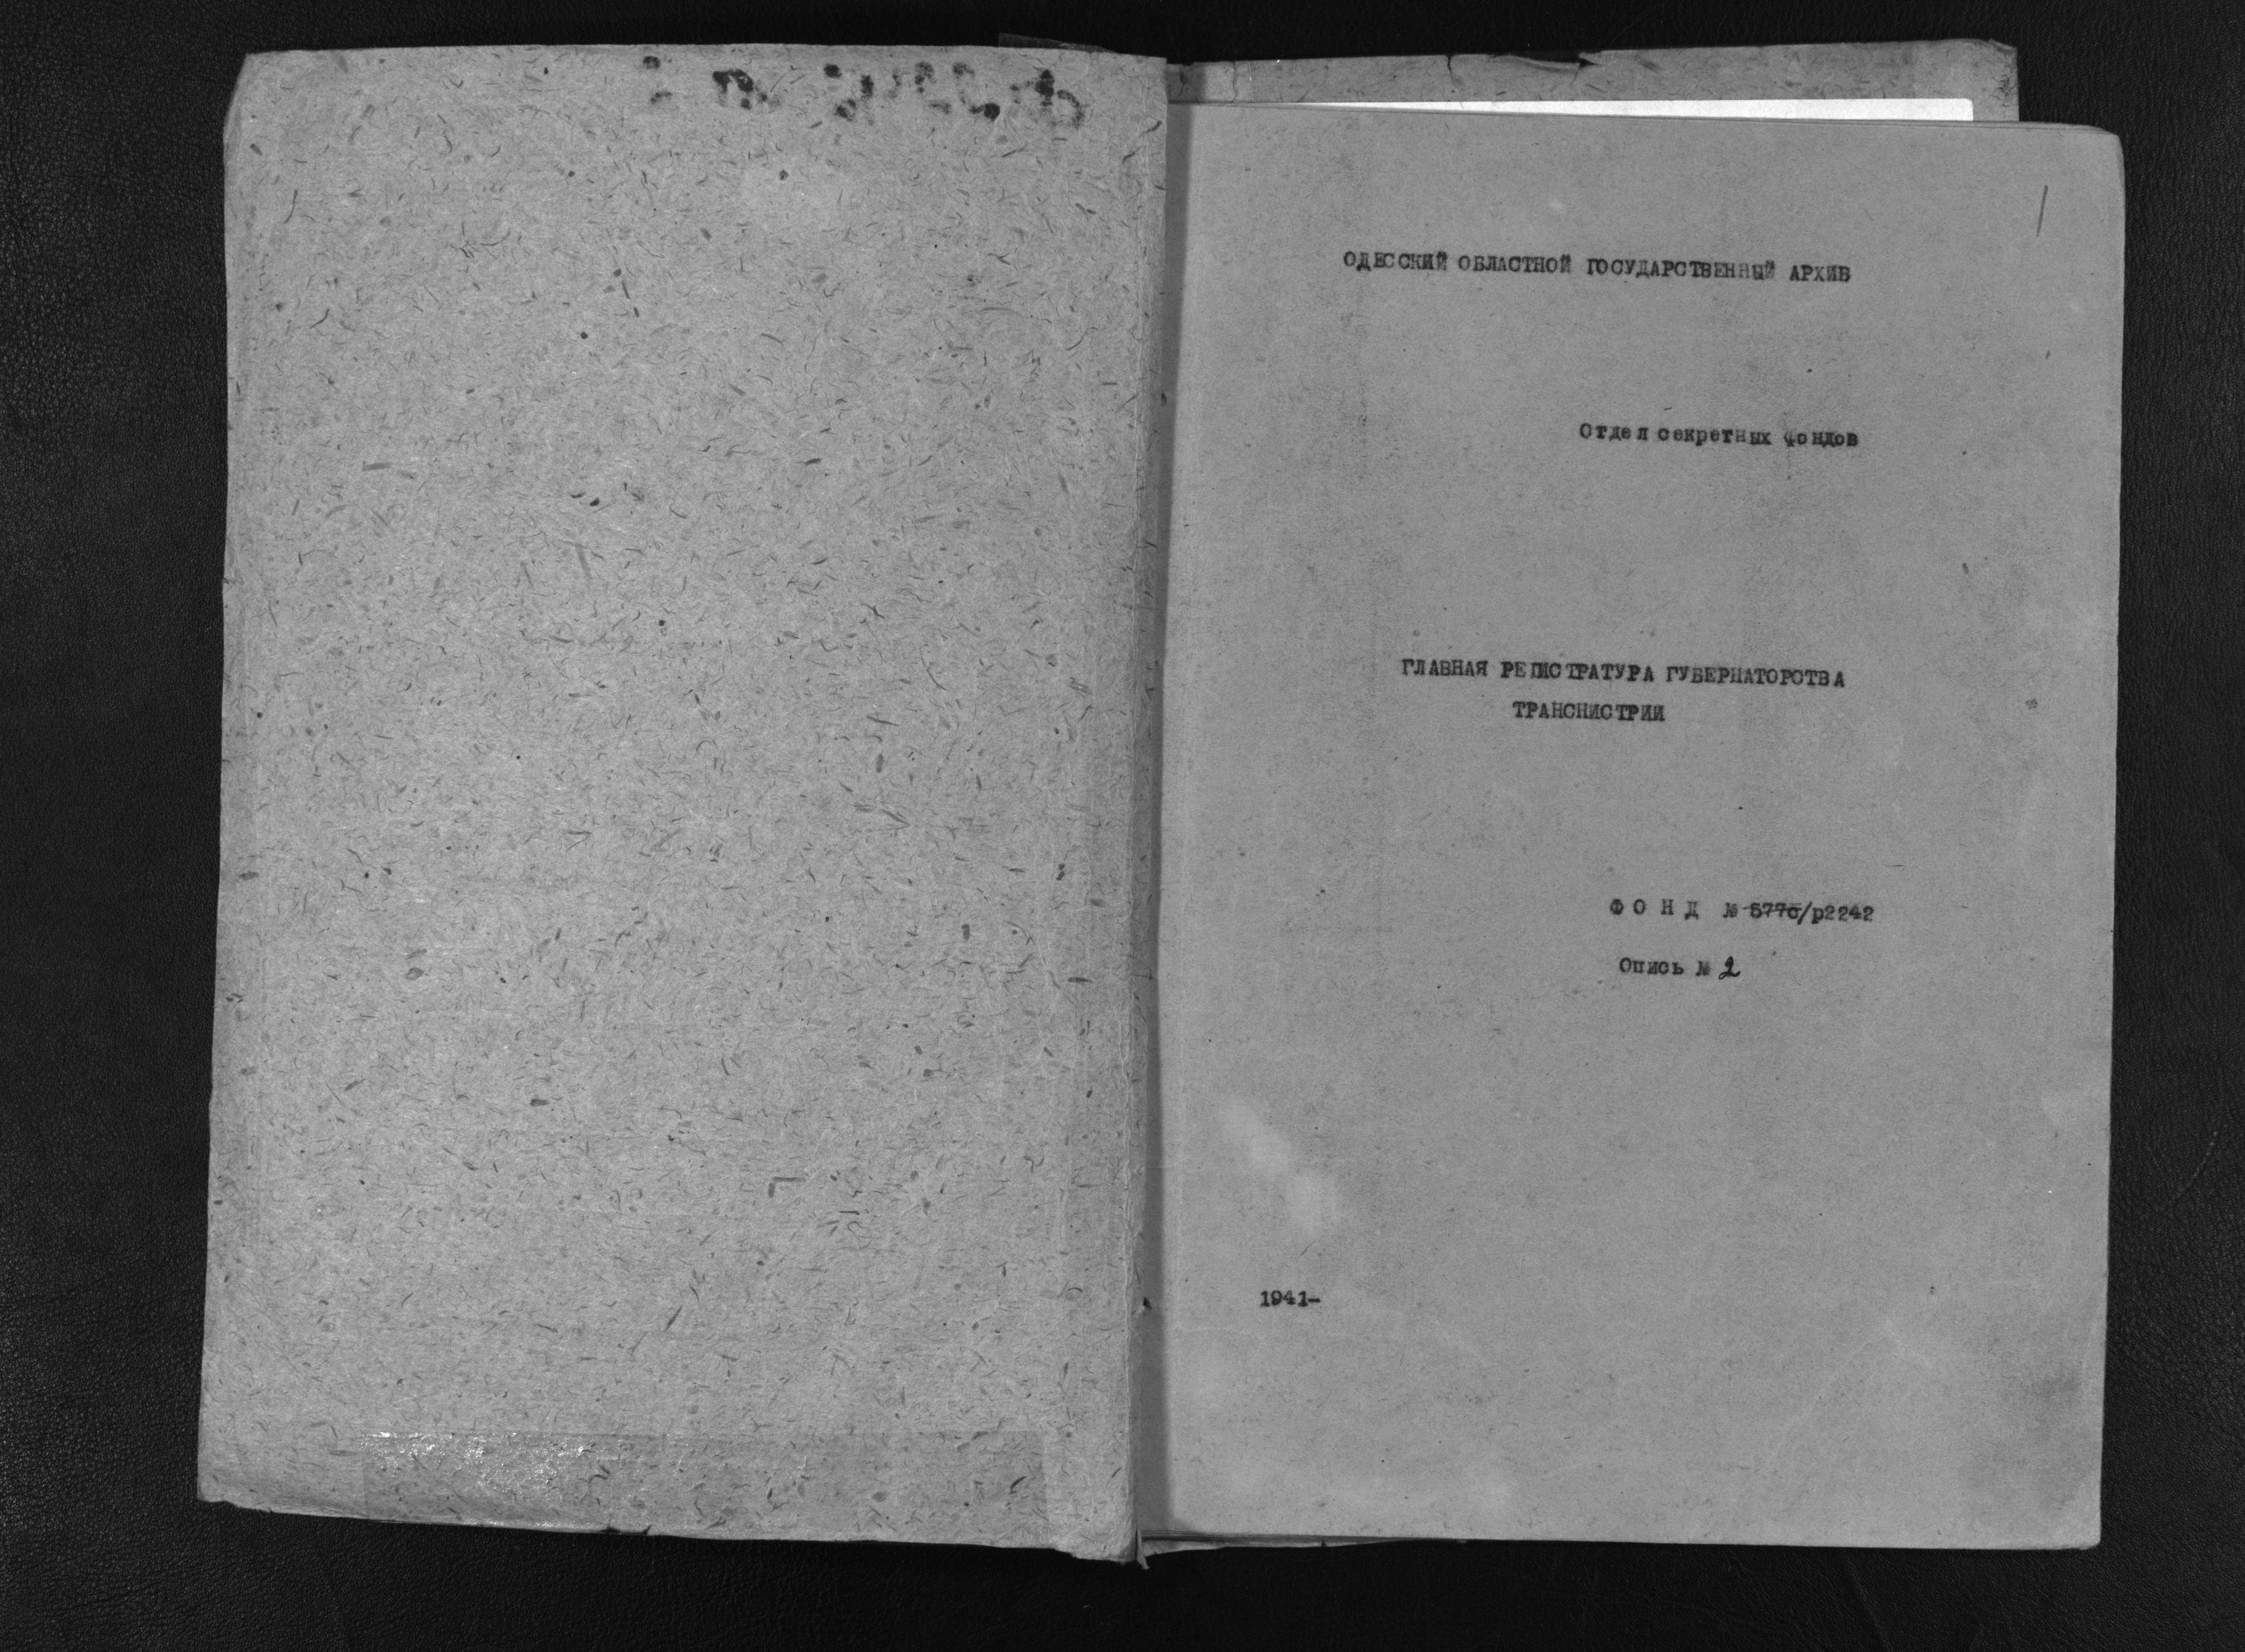 1
ОДЕССКИЙ ОБЛАСТНОЙ ГОСУДАРСТВЕННЫЙ АРХИВ
Отдел секретных фондов
ГЛАВНАЯ РЕГИСТРАТУРА ГУБЕРНАТОРСТВА
ТРАНСНИСТРИИ
ФОНД № 577с/р2242
Опись № 2
1941-